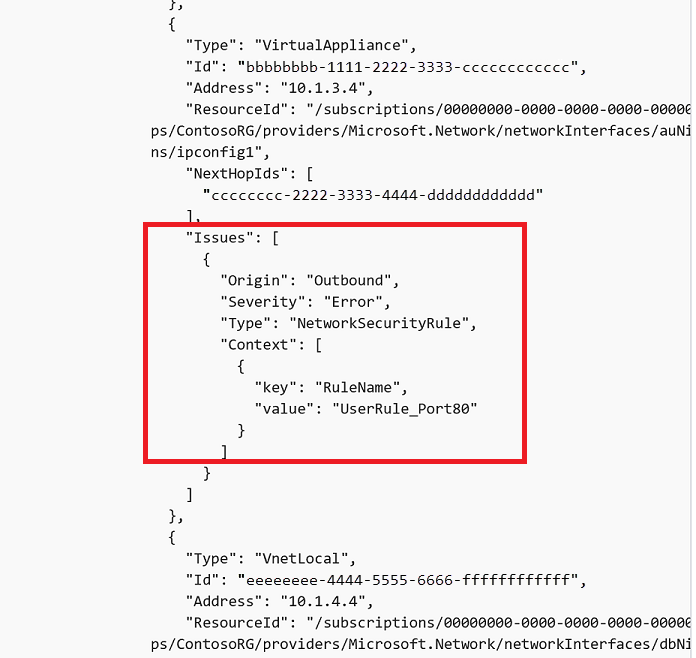 },
{
"Type": "VirtualAppliance",
"Id": "bbbbbbbb-1111-2222-3333-cccccccccccc",
"Address": "10.1.3.4",
"ResourceId": "/subscriptions/00000000-0000-0000-0000-00000
ps/ContosoRG/providers/Microsoft.Network/networkInterfaces/auNi
ns/ipconfig1",
"NextHopIds": [
"cccccccc-2222-3333-4444-dddddddddddd"
],
"Issues": [
{
"Origin": "Outbound",
"Severity": "Error",
"Type": "NetworkSecurityRule",
"Context": [
{
"key": "RuleName",
"value": "UserRule_Port80"
}
]
}
]
},
{
"Type": "VnetLocal",
"Id": "eeeeeeee-4444-5555-6666-ffffffffffff",
"Address": "10.1.4.4",
"ResourceId": "/subscriptions/00000000-0000-0000-0000-00000
ps/ContosoRG/providers/Microsoft.Network/networkInterfaces/dbNi